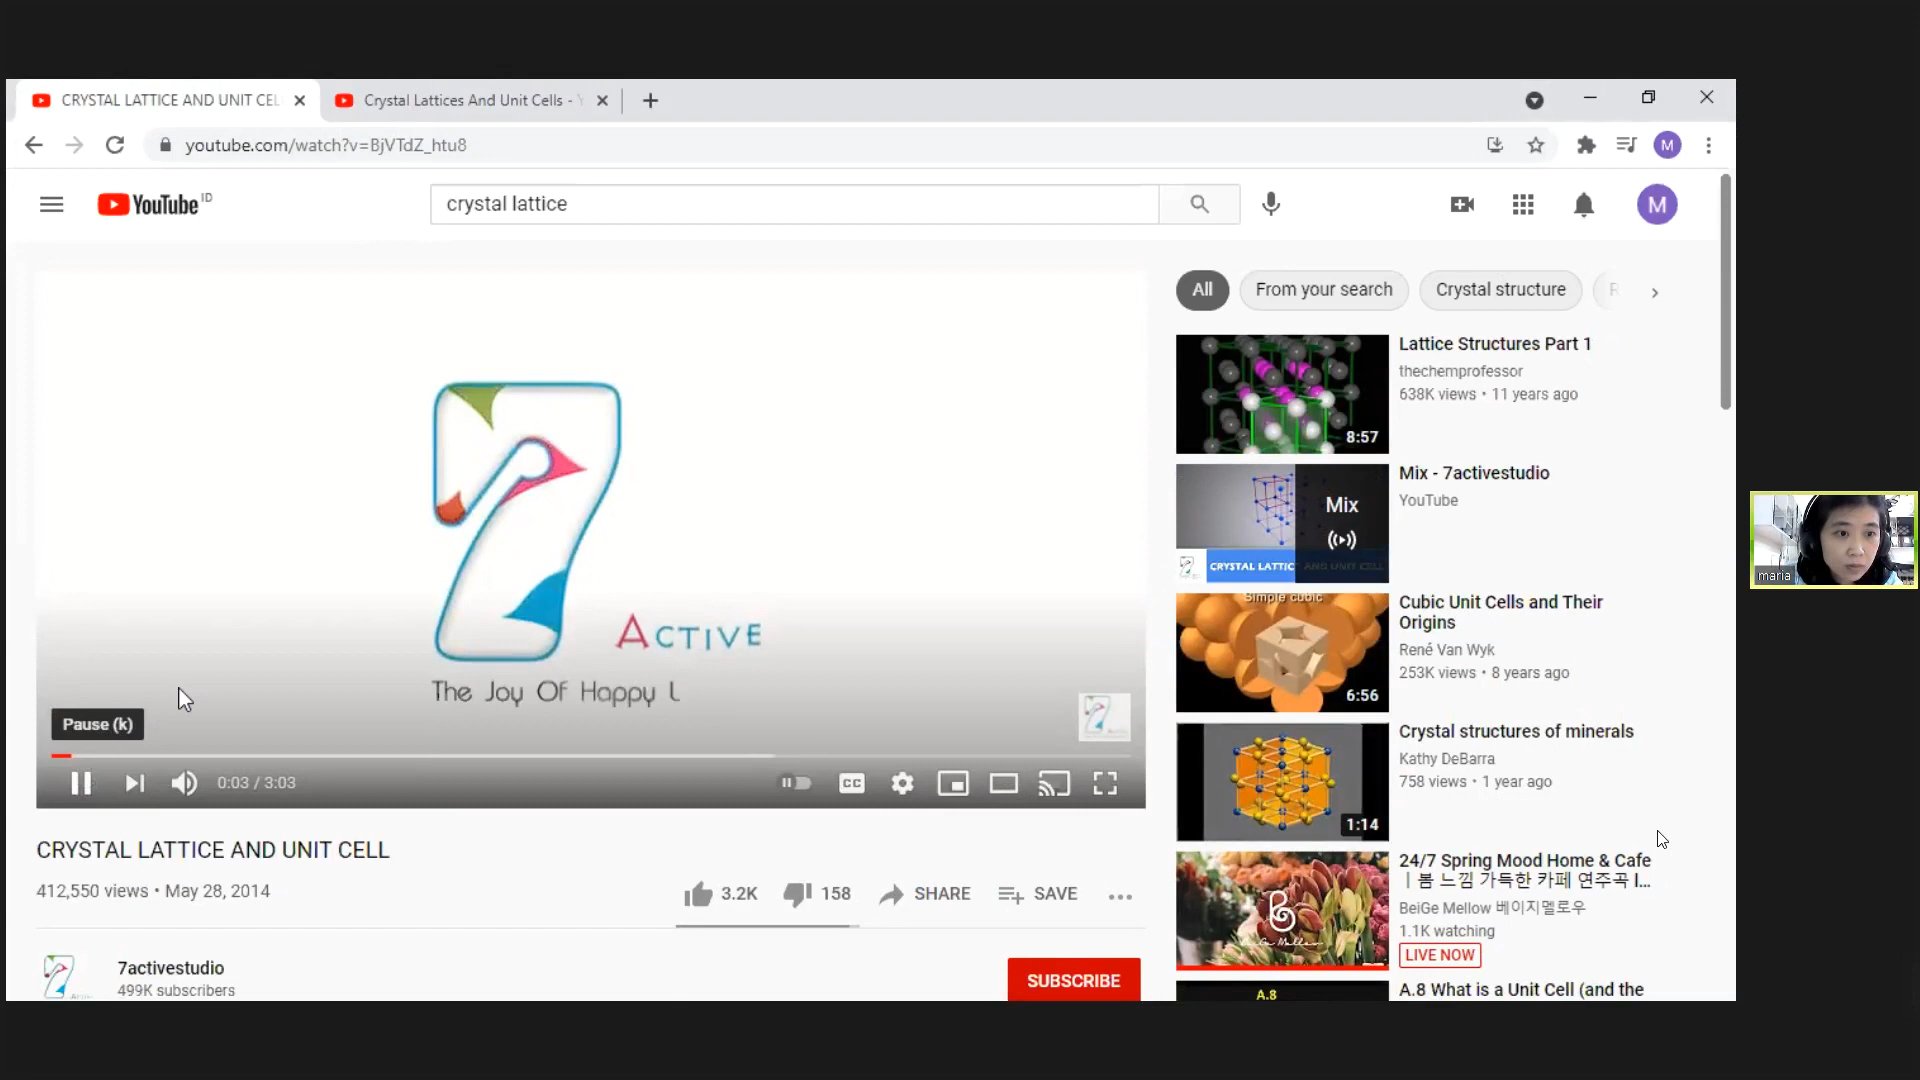 CRYSTAL LATTICE AND UNIT CEL
Crystal Lattices And Unit Cells -
youtube.com/watch?v=BjVTdZ_htu8
M
YouTube ID
crystal lattice
M
All
From your search
Crystal structure
7
ACTIVE
The Joy Of Happy L
Pause (k)
0:03 / 3:03
CC
CRYSTAL LATTICE AND UNIT CELL
412,550 views • May 28, 2014
3.2K
158
SHARE
SAVE
7activestudio
499K subscribers
SUBSCRIBE
8:57
Lattice Structures Part 1
thechemprofessor
638K views • 11 years ago
Mix
CRYSTAL LATTIC AND UNIT CELL
Mix - 7activestudio
YouTube
Simple cubic
6:56
Cubic Unit Cells and Their
Origins
René Van Wyk
253K views • 8 years ago
1:14
Crystal structures of minerals
Kathy DeBarra
758 views • 1 year ago
24/7 Spring Mood Home & Cafe
ㅣ봄 느낌 가득한 카페 연주곡 l...
BeiGe Mellow 베이지멜로우
1.1K watching
LIVE NOW
A.8
A.8 What is a Unit Cell (and the
maria